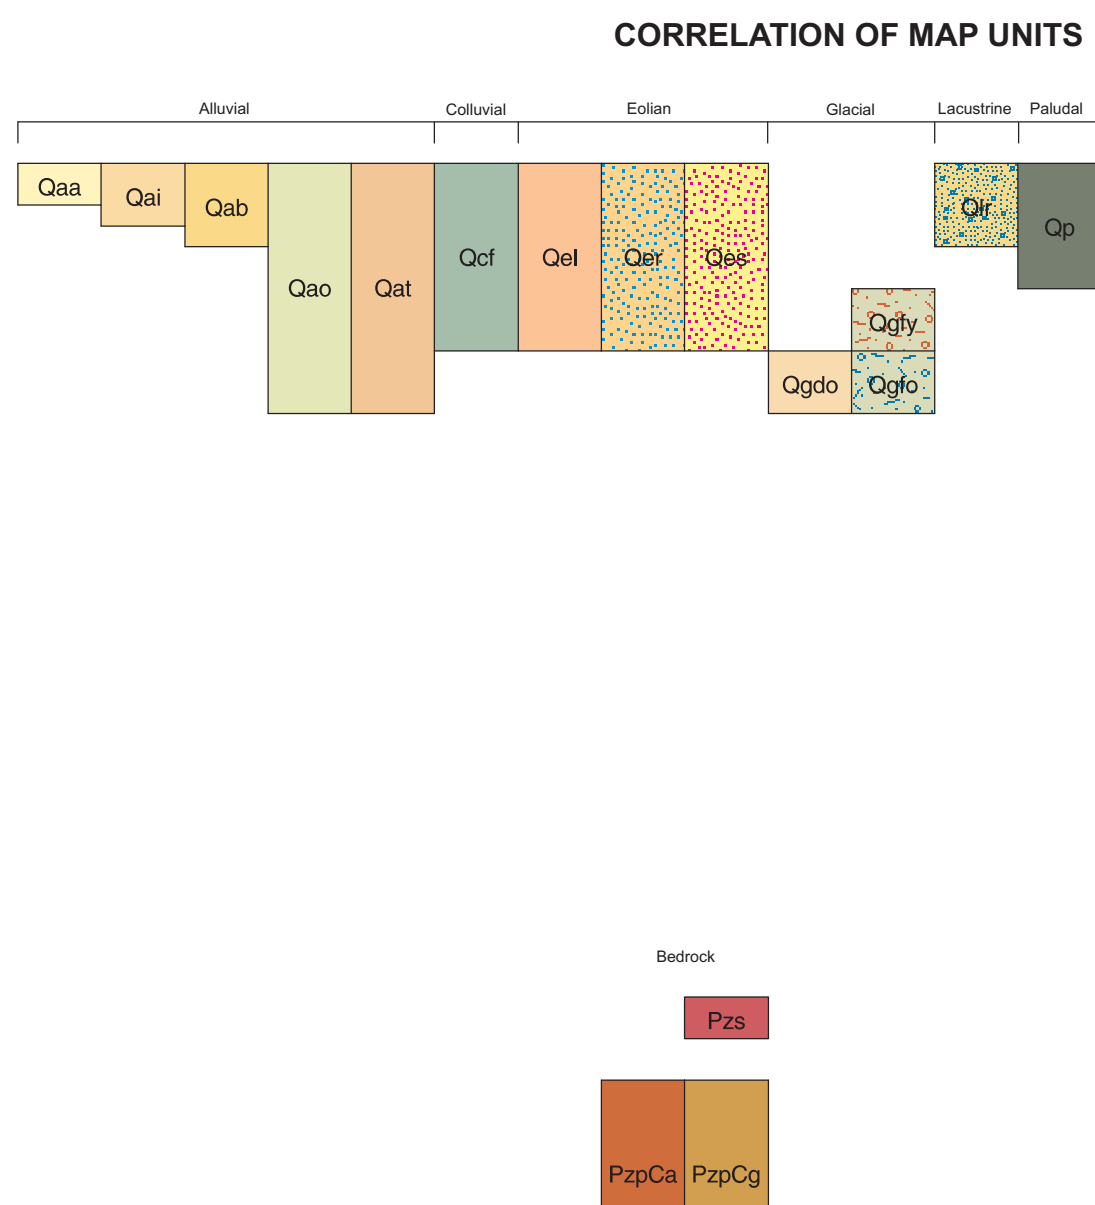 CORRELATION OF MAP UNITS
Alluvial Colluvial Eolian Glacial Lacustrine Paludal
Qaa Qai Qab Qao Qat Qcf Qel Qer Qes Qlr Qp
Qgfy
Qgdo Qgfo
Bedrock
Pzs
PzpCa PzpCg